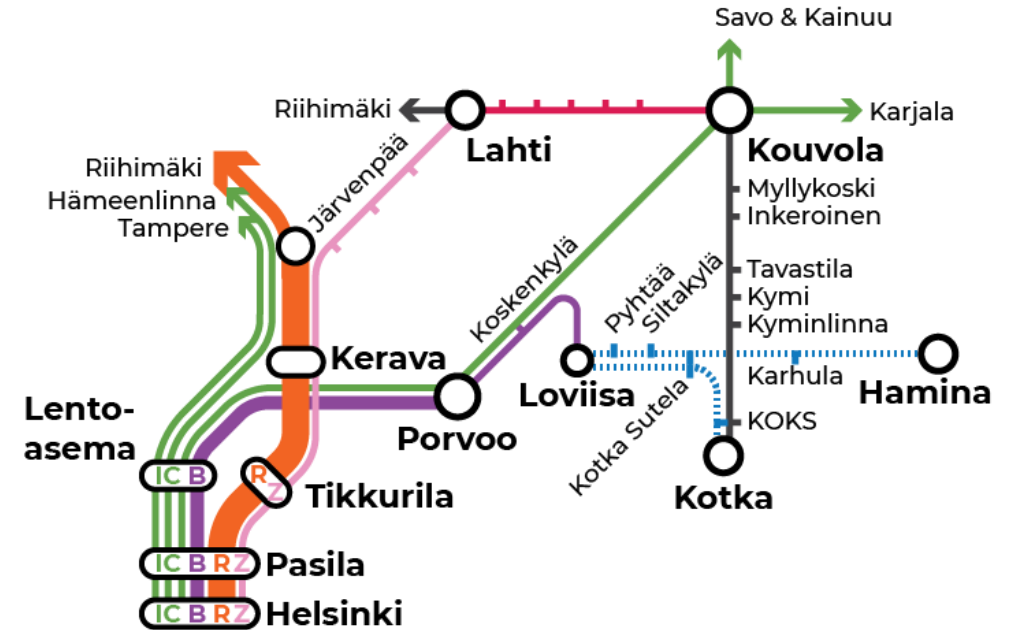 Savo & Kainuu
Riihimäki
Karjala
Lahti
Kouvola
Järvenpää
Riihimäki
Hämeenlinna
Tampere
Myllykoski
Inkeroinen
Koskenkylä
Pyhtää
Siltakylä
Tavastila
Kymi
Kyminlinna
Kerava
Loviisa
Karhula
Hamina
Lento-
asema
Porvoo
Kotka Sutela
KOKS
IC B
R
Z
Tikkurila
Kotka
IC B R Z
Pasila
IC B R Z
Helsinki